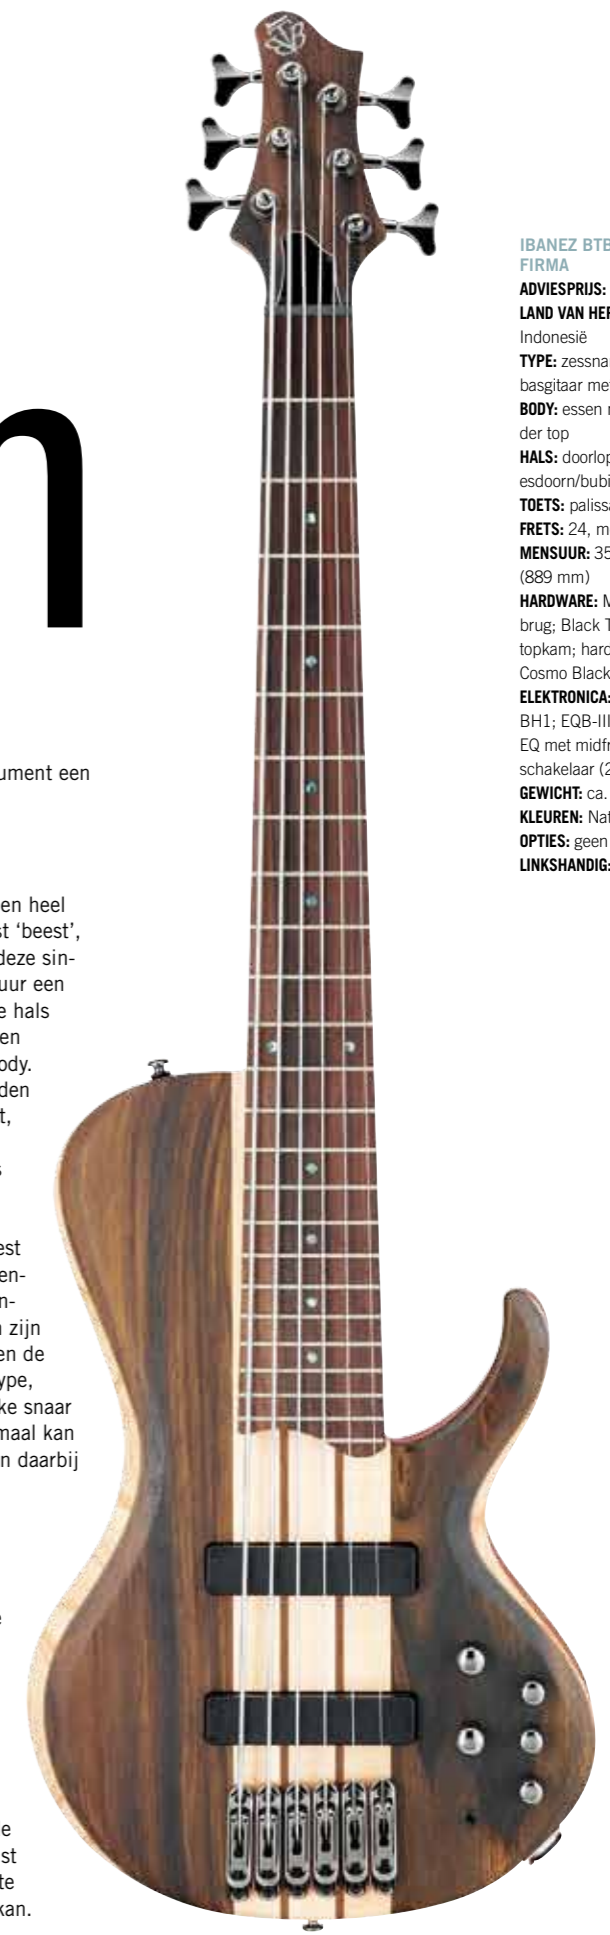 n
ument een
en heel
st ‘beest’,
deze sin-
uur een
e hals
en
ody.
den
t,
s
est
en-
n-
n zijn
en de
ype,
ke snaar
maal kan
n daarbij
e
e
st
te
kan.
IBANEZ BTB
FIRMA
ADVIESPRIJS:
LAND VAN HER
Indonesië
TYPE: zessna
basgitaar me
BODY: essen
der top
HALS: doorlop
esdoorn/bubi
TOETS: paliss
FRETS: 24, m
MENSUUR: 35
(889 mm)
HARDWARE: M
brug; Black T
topkam; hard
Cosmo Black
ELEKTRONICA:
BH1; EQB-III
EQ met midfr
schakelaar (2
GEWICHT: ca.
KLEUREN: Nat
OPTIES: geen
LINKSHANDIG: